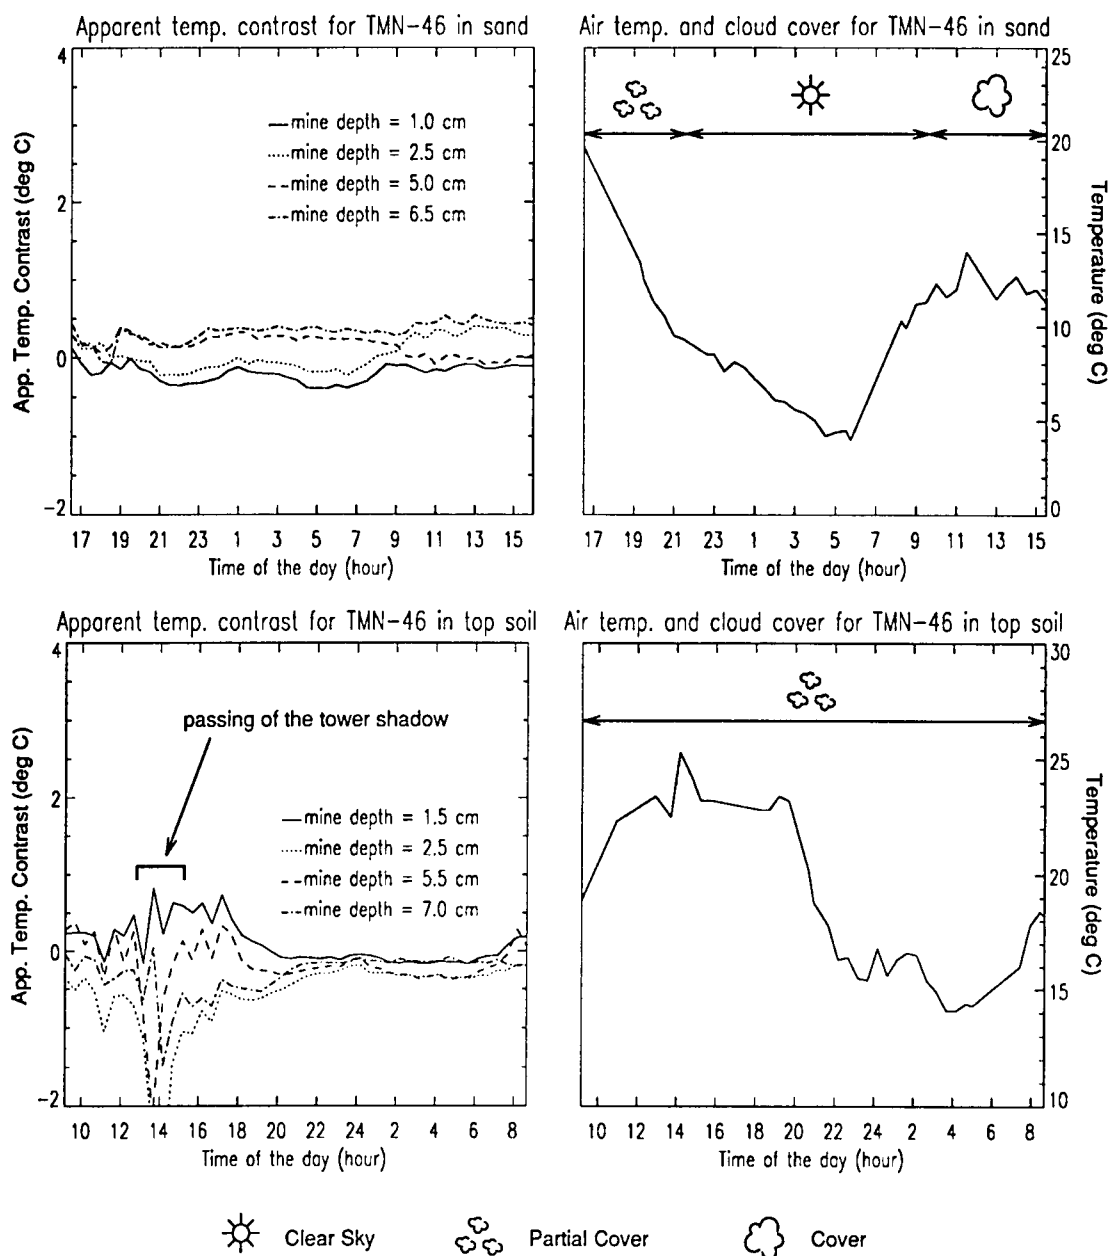 Apparent temp. contrast for TMN-46 in sand
App. Temp. Contrast (deg C)
4
2
0
-2
mine depth = 1.0 cm
mine depth = 2.5 cm
mine depth = 5.0 cm
mine depth = 6.5 cm
17 19 21 23 1 3 5 7 9 11 13 15
Time of the day (hour)
Air temp. and cloud cover for TMN-46 in sand
25
20
15
10
5
0
Temperature (deg C)
17 19 21 23 1 3 5 7 9 11 13 15
Time of the day (hour)
Apparent temp. contrast for TMN-46 in top soil
App. Temp. Contrast (deg C)
4
2
0
-2
passing of the tower shadow
mine depth = 1.5 cm
mine depth = 2.5 cm
mine depth = 5.5 cm
mine depth = 7.0 cm
10 12 14 16 18 20 22 24 2 4 6 8
Time of the day (hour)
Air temp. and cloud cover for TMN-46 in top soil
30
25
20
15
10
Temperature (deg C)
10 12 14 16 18 20 22 24 2 4 6 8
Time of the day (hour)
Clear Sky
Partial Cover
Cover